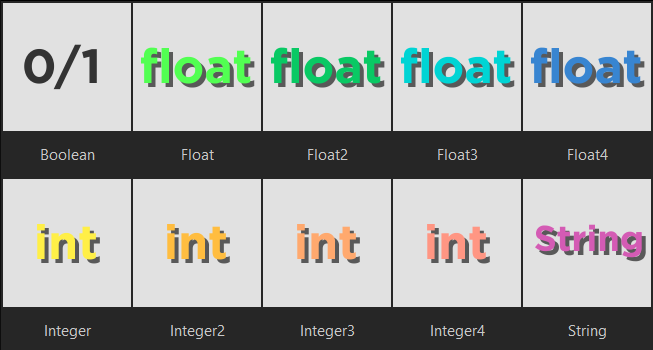 0/1 float float float float
Boolean Float Float2 Float3 Float4
int int int int String
Integer Integer2 Integer3 Integer4 String